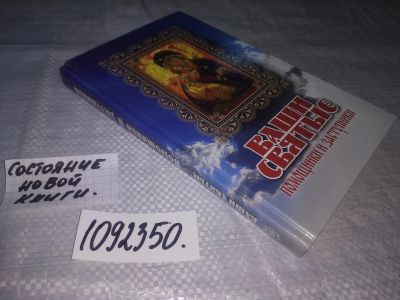 ВАШИ
СВЯТЫЕ
ПОМОЩНИКИ И ЗАСТУПНИКИ
СОСТОЯНИЕ
НОВОЙ
КНИГИ.
1092350.